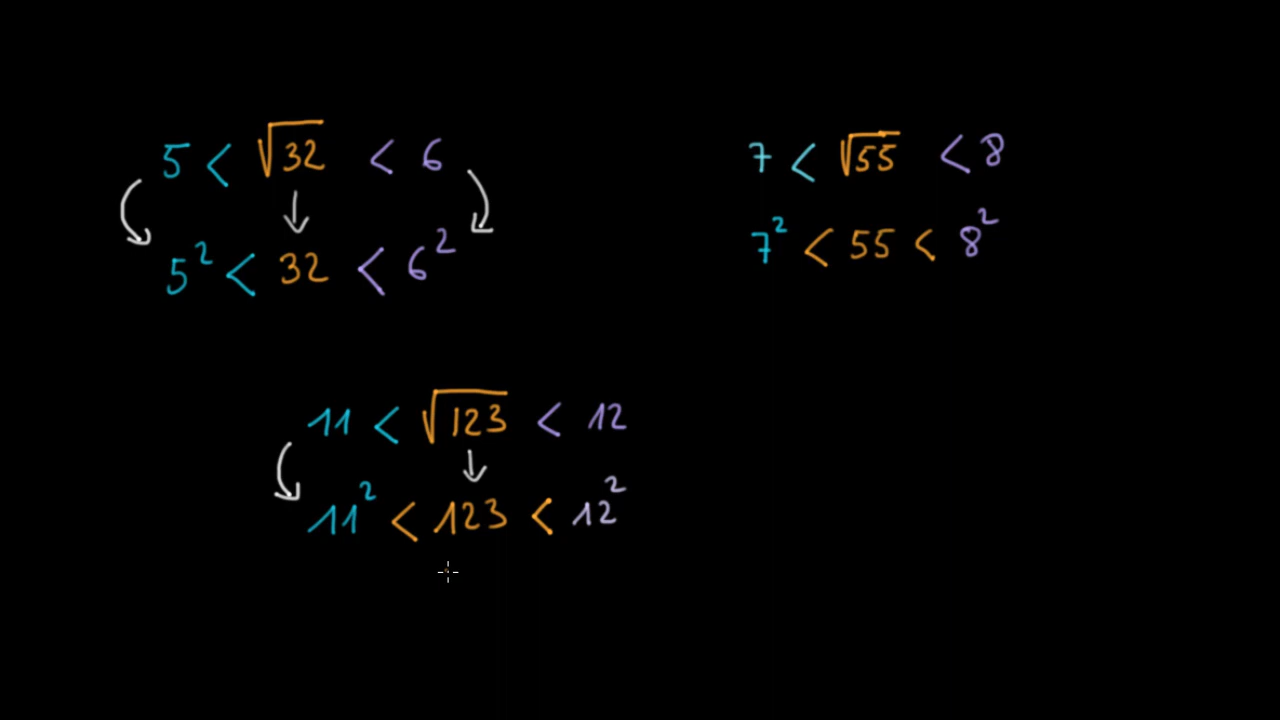 5 < √32 < 6
5² < 32 < 6²
7 < √55 < 8
7² < 55 < 8²
11 < √123 < 12
11² < 123 < 12²